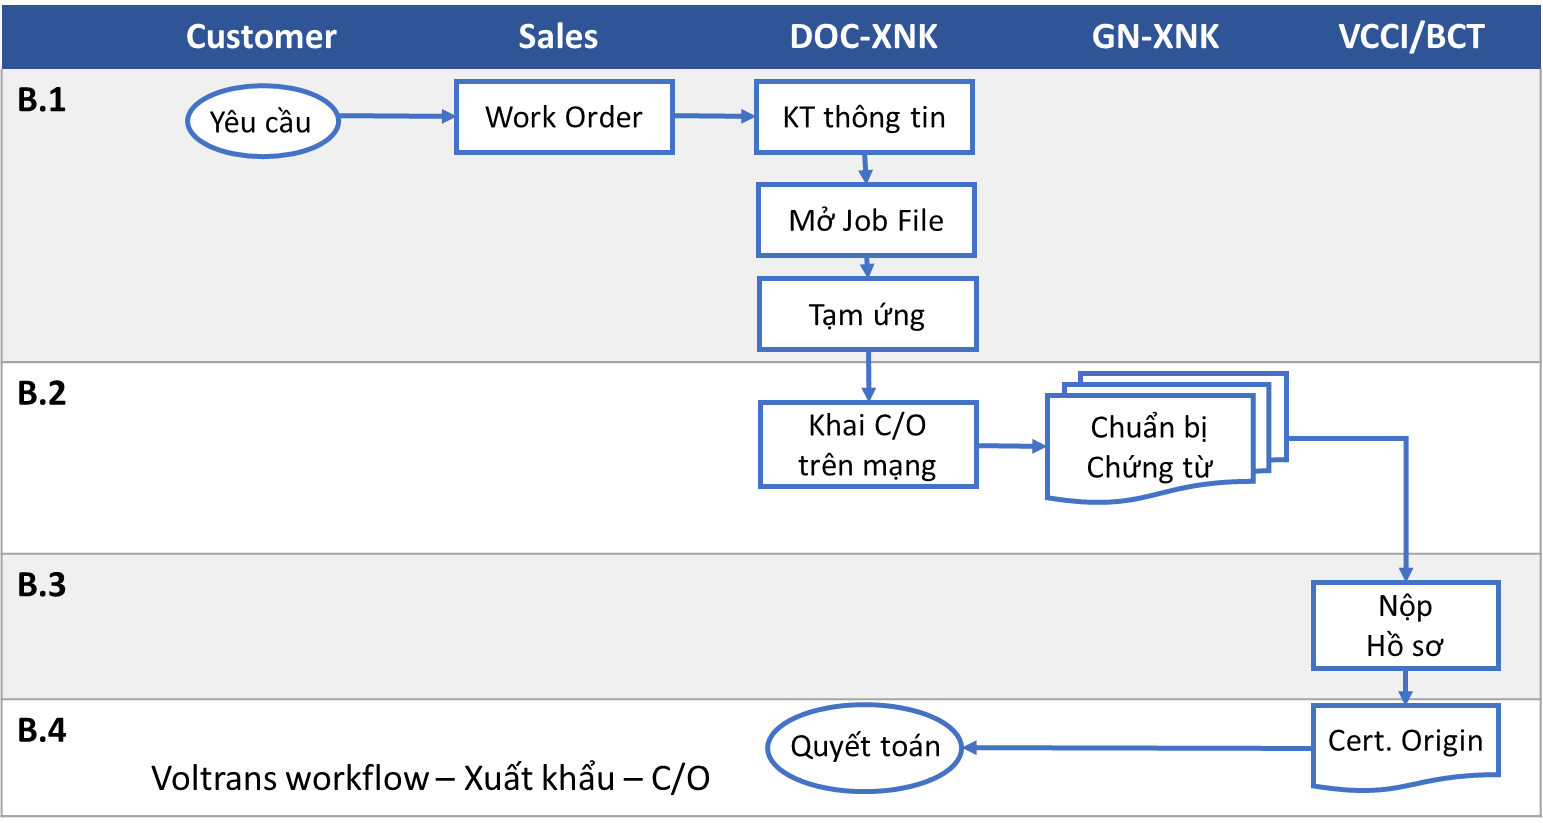 Customer Sales DOC-XNK GN-XNK VCCI/BCT
B.1
Yêu cầu
Work Order
KT thông tin
Mở Job File
Tạm ứng
B.2
Khai C/O
trên mạng
Chuẩn bị
Chứng từ
B.3
Nộp
Hồ sơ
B.4
Quyết toán
Cert. Origin
Voltrans workflow – Xuất khẩu – C/O